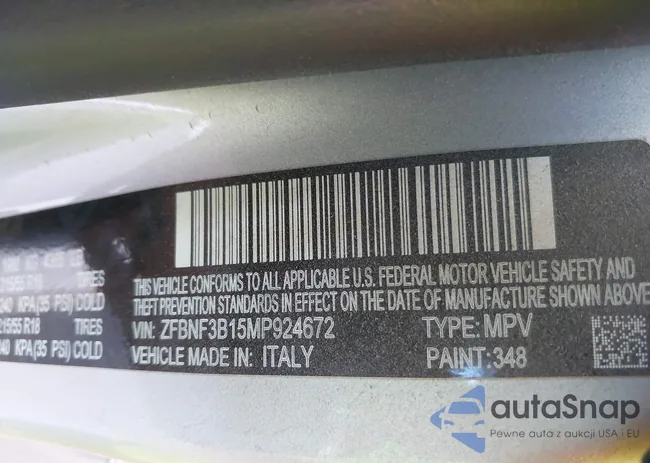 THIS VEHICLE CONFORMS TO ALL APPLICABLE U.S. FEDERAL MOTOR VEHICLE SAFETY AND
THEFT PREVENTION STANDARDS IN EFFECT ON THE DATE OF MANUFACTURE SHOWN ABOVE
TIRES
KPA(35 PSI) COLD
R18 TIRES
KPA(35 PSI) COLD
VIN: ZFBNF3B15MP924672 TYPE: MPV
VEHICLE MADE IN: ITALY PAINT: 348
autaSnap
Pewne auta z aukcji USA i EU